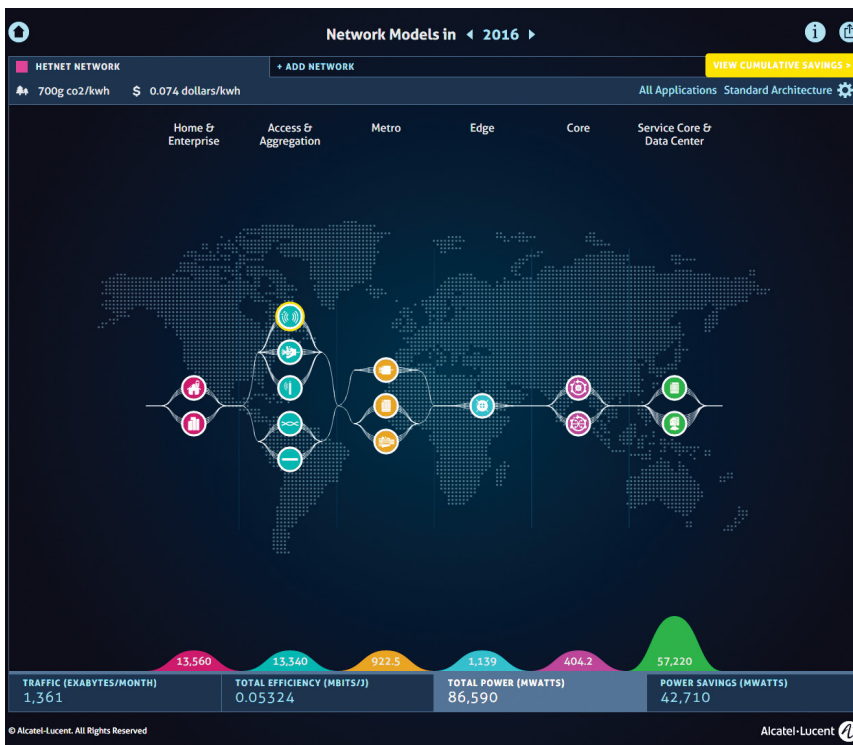 Network Models in 2016
i
HETNET NETWORK
+ ADD NETWORK
VIEW CUMULATIVE SAVINGS >
700g co2/kwh
$ 0.074 dollars/kwh
All Applications Standard Architecture
Home &
Enterprise
Access &
Aggregation
Metro
Edge
Core
Service Core &
Data Center
13,560
13,340
922.5
1,139
404.2
57,220
TRAFFIC (EXABYTES/MONTH)
1,361
TOTAL EFFICIENCY (MBITS/J)
0.05324
TOTAL POWER (MWATTS)
86,590
POWER SAVINGS (MWATTS)
42,710
© Alcatel-Lucent. All Rights Reserved
Alcatel•Lucent